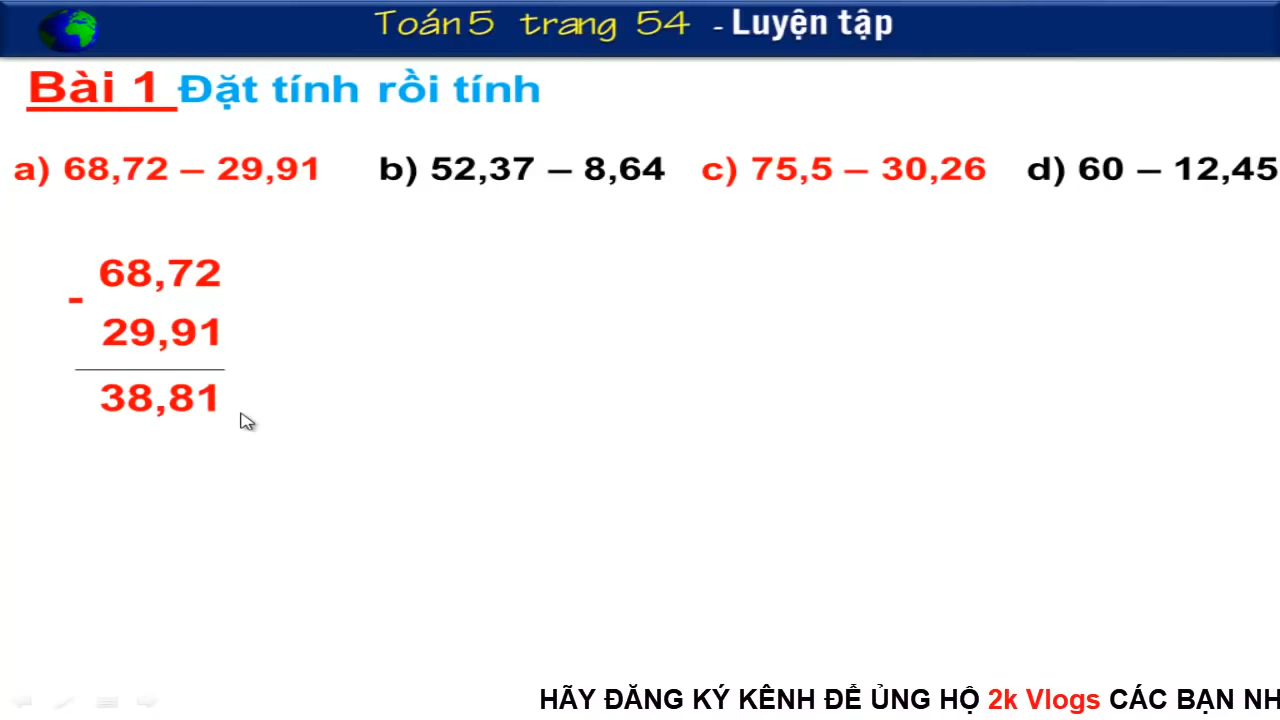 Toán 5 trang 54 - Luyện tập
Bài 1 Đặt tính rồi tính
a) 68,72 – 29,91 b) 52,37 – 8,64 c) 75,5 – 30,26 d) 60 – 12,45
68,72
-
29,91
38,81
HÃY ĐĂNG KÝ KÊNH ĐỂ ỦNG HỘ 2k Vlogs CÁC BẠN NH